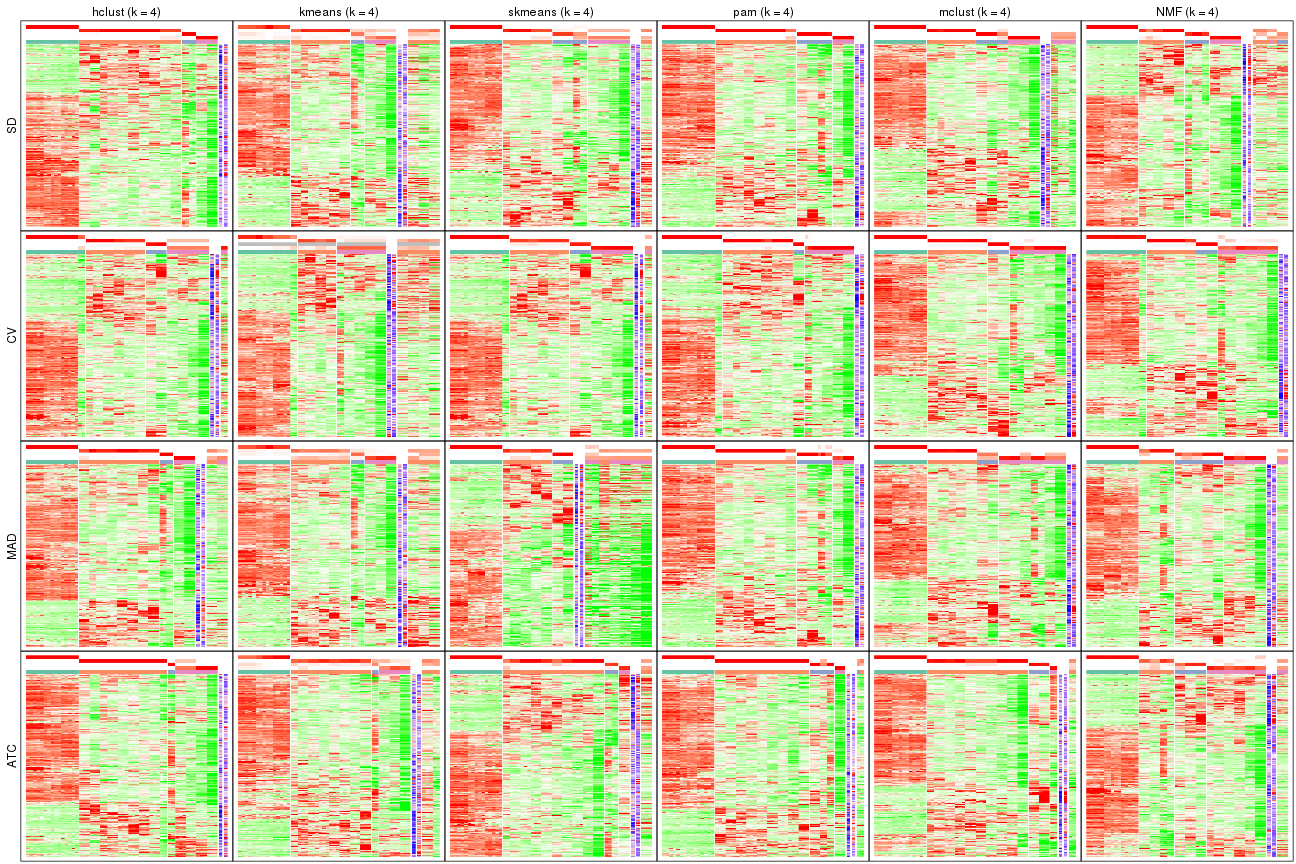 hclust (k = 4) kmeans (k = 4) skmeans (k = 4) pam (k = 4) mclust (k = 4) NMF (k = 4)
SD
CV
MAD
ATC